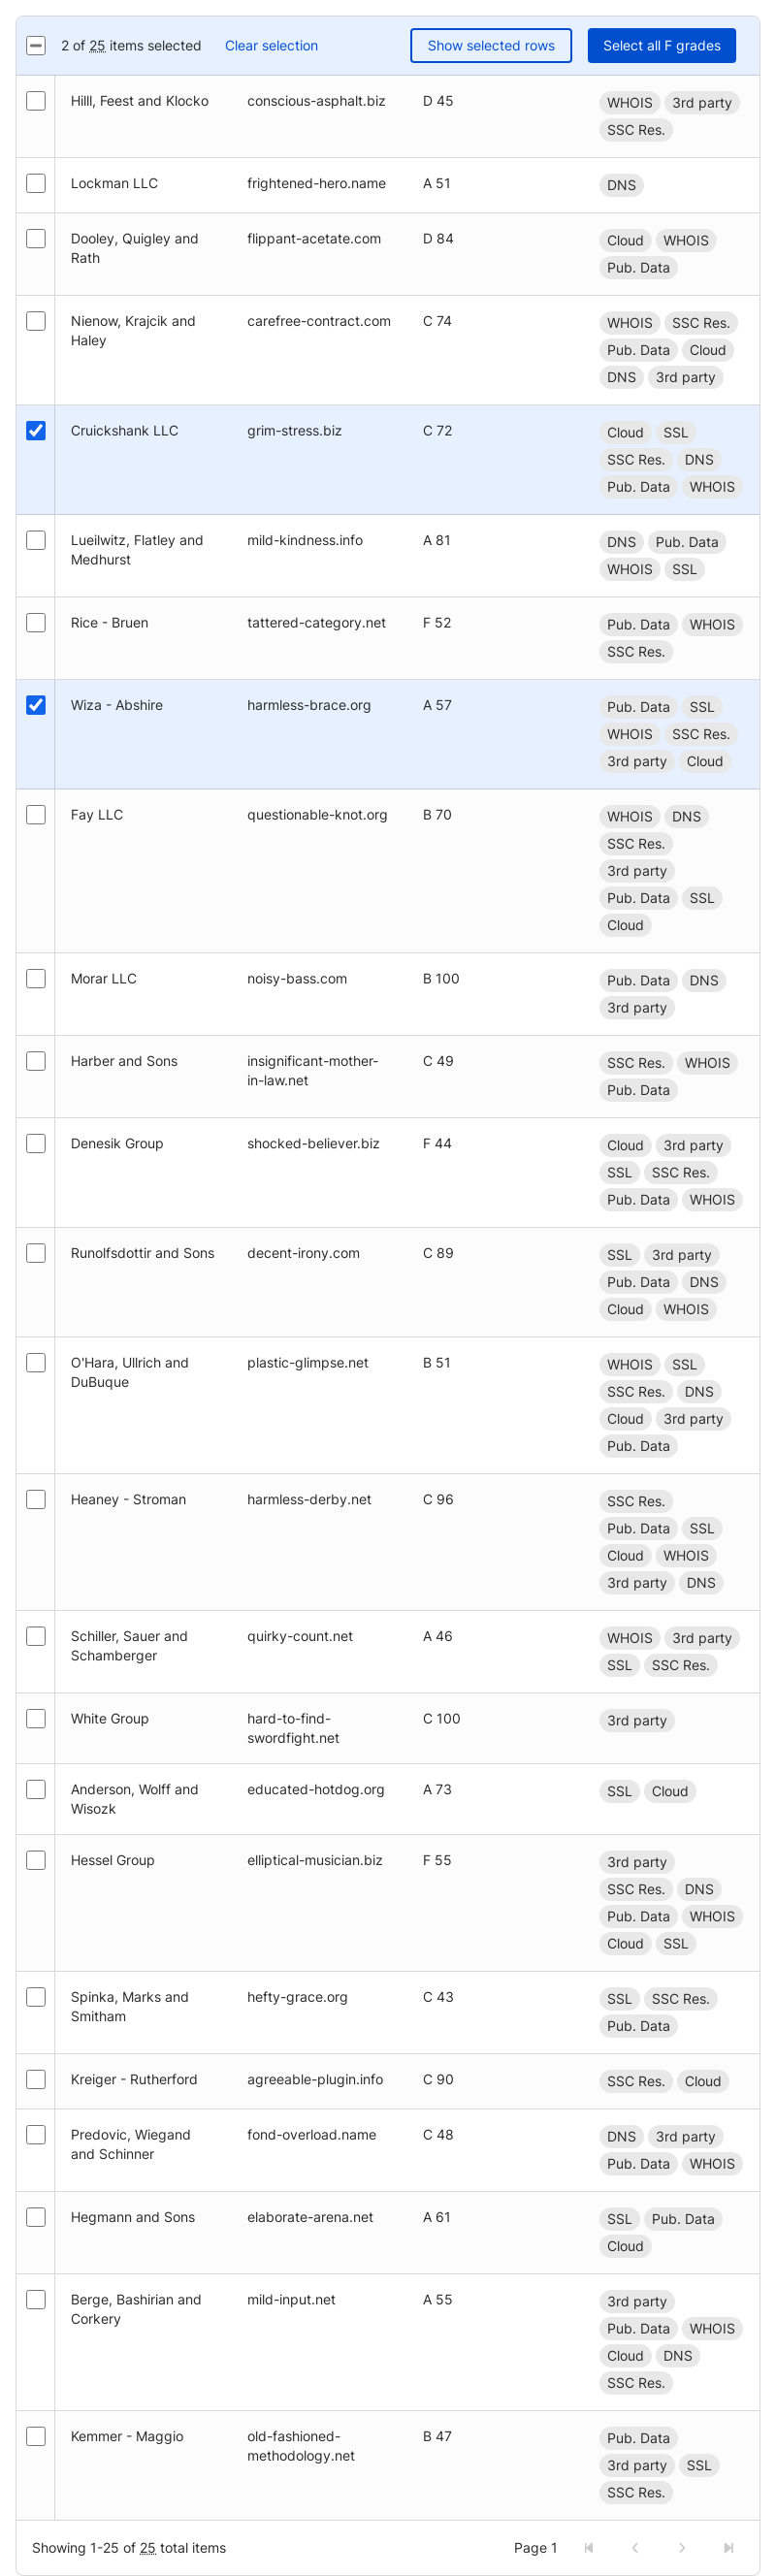 2 of 25 items selected Clear selection Show selected rows Select all F grades
Hilll, Feest and Klocko conscious-asphalt.biz D 45 WHOIS 3rd party
SSC Res.
Lockman LLC frightened-hero.name A 51 DNS
Dooley, Quigley and flippant-acetate.com D 84 Cloud WHOIS
Rath Pub. Data
Nienow, Krajcik and carefree-contract.com C 74 WHOIS SSC Res.
Haley Pub. Data Cloud
DNS 3rd party
Cruickshank LLC grim-stress.biz C 72 Cloud SSL
SSC Res. DNS
Pub. Data WHOIS
Lueilwitz, Flatley and mild-kindness.info A 81 DNS Pub. Data
Medhurst WHOIS SSL
Rice - Bruen tattered-category.net F 52 Pub. Data WHOIS
SSC Res.
Wiza - Abshire harmless-brace.org A 57 Pub. Data SSL
WHOIS SSC Res.
3rd party Cloud
Fay LLC questionable-knot.org B 70 WHOIS DNS
SSC Res.
3rd party
Pub. Data SSL
Cloud
Morar LLC noisy-bass.com B 100 Pub. Data DNS
3rd party
Harber and Sons insignificant-mother- C 49 SSC Res. WHOIS
in-law.net Pub. Data
Denesik Group shocked-believer.biz F 44 Cloud 3rd party
SSL SSC Res.
Pub. Data WHOIS
Runolfsdottir and Sons decent-irony.com C 89 SSL 3rd party
Pub. Data DNS
Cloud WHOIS
O'Hara, Ullrich and plastic-glimpse.net B 51 WHOIS SSL
DuBuque SSC Res. DNS
Cloud 3rd party
Pub. Data
Heaney - Stroman harmless-derby.net C 96 SSC Res.
Pub. Data SSL
Cloud WHOIS
3rd party DNS
Schiller, Sauer and quirky-count.net A 46 WHOIS 3rd party
Schamberger SSL SSC Res.
White Group hard-to-find- C 100 3rd party
swordfight.net
Anderson, Wolff and educated-hotdog.org A 73 SSL Cloud
Wisozk
Hessel Group elliptical-musician.biz F 55 3rd party
SSC Res. DNS
Pub. Data WHOIS
Cloud SSL
Spinka, Marks and hefty-grace.org C 43 SSL SSC Res.
Smitham Pub. Data
Kreiger - Rutherford agreeable-plugin.info C 90 SSC Res. Cloud
Predovic, Wiegand fond-overload.name C 48 DNS 3rd party
and Schinner Pub. Data WHOIS
Hegmann and Sons elaborate-arena.net A 61 SSL Pub. Data
Cloud
Berge, Bashirian and mild-input.net A 55 3rd party
Corkery Pub. Data WHOIS
Cloud DNS
SSC Res.
Kemmer - Maggio old-fashioned- B 47 Pub. Data
methodology.net 3rd party SSL
SSC Res.
Showing 1-25 of 25 total items Page 1